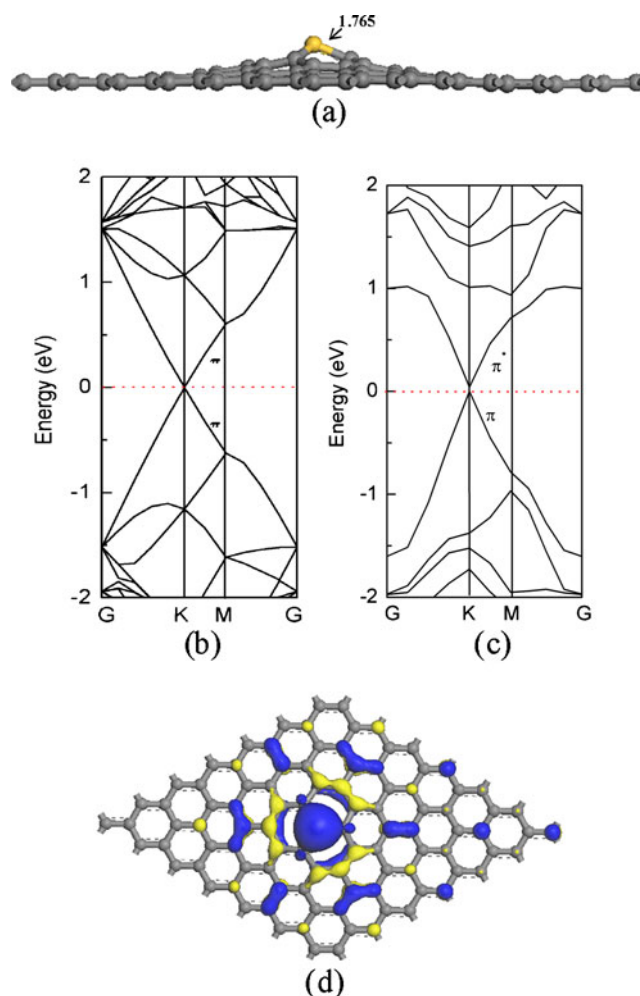 1.765
(a)
2
1
0
-1
-2
Energy (eV)
π
π
G K M G
(b)
2
1
0
-1
-2
Energy (eV)
π*
π
G K M G
(c)
(d)